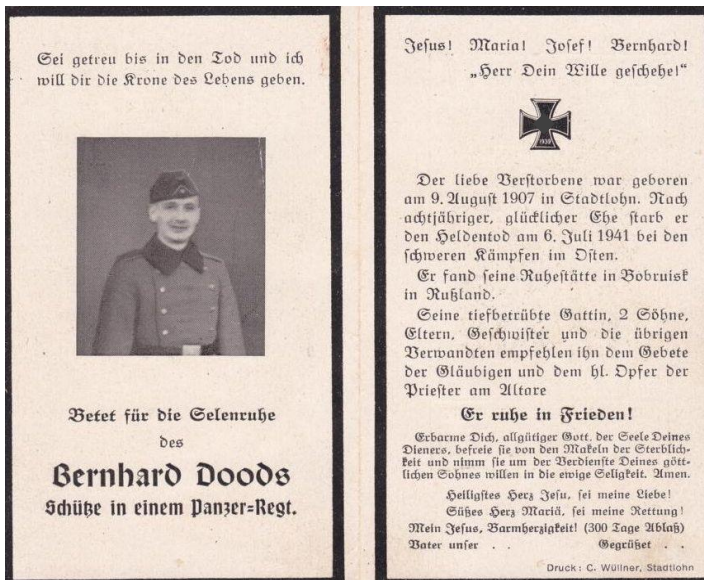 Sei getreu bis in den Tod und ich
will dir die Krone des Lebens geben.
Betet für die Selenruhe
des
Bernhard Doods
Schütze in einem Panzer=Regt.
Jesus! Maria! Josef! Bernhard!
„Herr Dein Wille geschehe!“
1939
Der liebe Verstorbene war geboren
am 9. August 1907 in Stadtlohn. Nach
achtjähriger, glücklicher Ehe starb er
den Heldentod am 6. Juli 1941 bei den
schweren Kämpfen im Osten.
Er fand seine Ruhestätte in Bobruisk
in Rußland.
Seine tiefbetrübte Gattin, 2 Söhne,
Eltern, Geschwister und die übrigen
Verwandten empfehlen ihn dem Gebete
der Gläubigen und dem hl. Opfer der
Priester am Altare
Er ruhe in Frieden!
Erbarme Dich, allgütiger Gott, der Seele Deines
Dieners, befreie sie von den Makeln der Sterblich-
keit und nimm sie um der Verdienste Deines gött-
lichen Sohnes willen in die ewige Seligkeit. Amen.
Heiligstes Herz Jesu, sei meine Liebe!
Süßes Herz Mariä, sei meine Rettung!
Mein Jesus, Barmherzigkeit! (300 Tage Ablaß)
Vater unser . . Gegrüßet . .
Druck: C. Wüllner, Stadtlohn